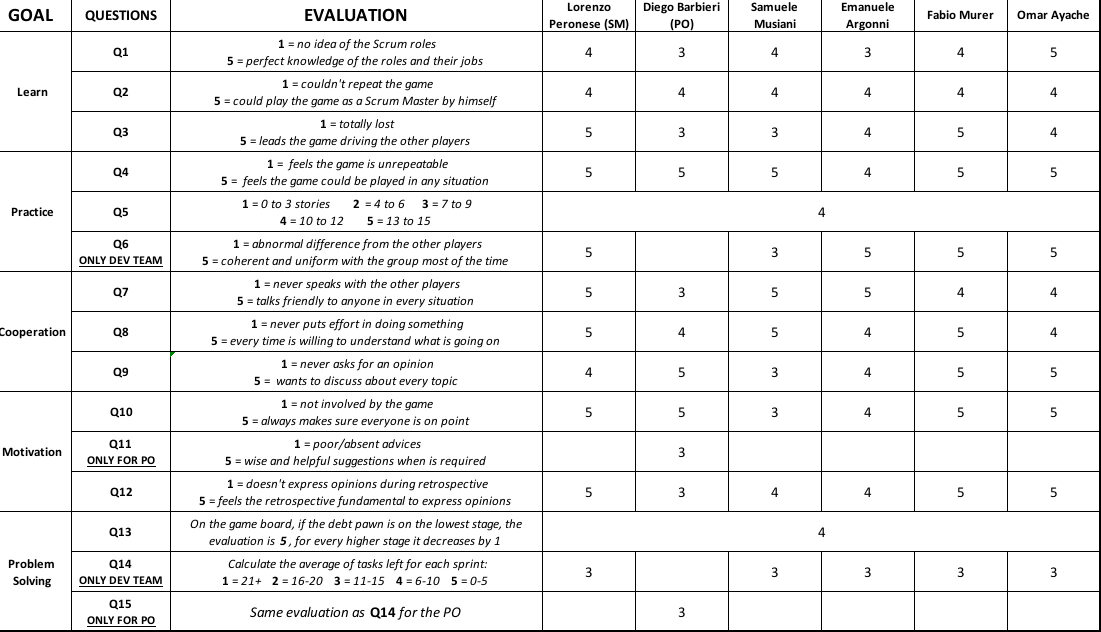 GOAL QUESTIONS EVALUATION Lorenzo Peronese (SM) Diego Barbieri (PO) Samuele Musiani Emanuele Argonni Fabio Murer Omar Ayache
Learn
Q1
1 = no idea of the Scrum roles
5 = perfect knowledge of the roles and their jobs
4 3 4 3 4 5
Q2
1 = couldn't repeat the game
5 = could play the game as a Scrum Master by himself
4 4 4 4 4 4
Q3
1 = totally lost
5 = leads the game driving the other players
5 3 3 4 5 4
Practice
Q4
1 = feels the game is unrepeatable
5 = feels the game could be played in any situation
5 5 5 4 5 5
Q5
1 = 0 to 3 stories 2 = 4 to 6 3 = 7 to 9
4 = 10 to 12 5 = 13 to 15
4
Q6
ONLY DEV TEAM
1 = abnormal difference from the other players
5 = coherent and uniform with the group most of the time
5 3 5 5 5
Cooperation
Q7
1 = never speaks with the other players
5 = talks friendly to anyone in every situation
5 3 5 5 4 4
Q8
1 = never puts effort in doing something
5 = every time is willing to understand what is going on
5 4 5 4 5 4
Q9
1 = never asks for an opinion
5 = wants to discuss about every topic
4 5 3 4 5 5
Motivation
Q10
1 = not involved by the game
5 = always makes sure everyone is on point
5 5 3 4 5 5
Q11
ONLY FOR PO
1 = poor/absent advices
5 = wise and helpful suggestions when is required
3
Q12
1 = doesn't express opinions during retrospective
5 = feels the retrospective fundamental to express opinions
5 3 4 4 5 5
Problem
Solving
Q13
On the game board, if the debt pawn is on the lowest stage, the
evaluation is 5, for every higher stage it decreases by 1
4
Q14
ONLY DEV TEAM
Calculate the average of tasks left for each sprint:
1 = 21+ 2 = 16-20 3 = 11-15 4 = 6-10 5 = 0-5
3 3 3 3 3
Q15
ONLY FOR PO
Same evaluation as Q14 for the PO
3